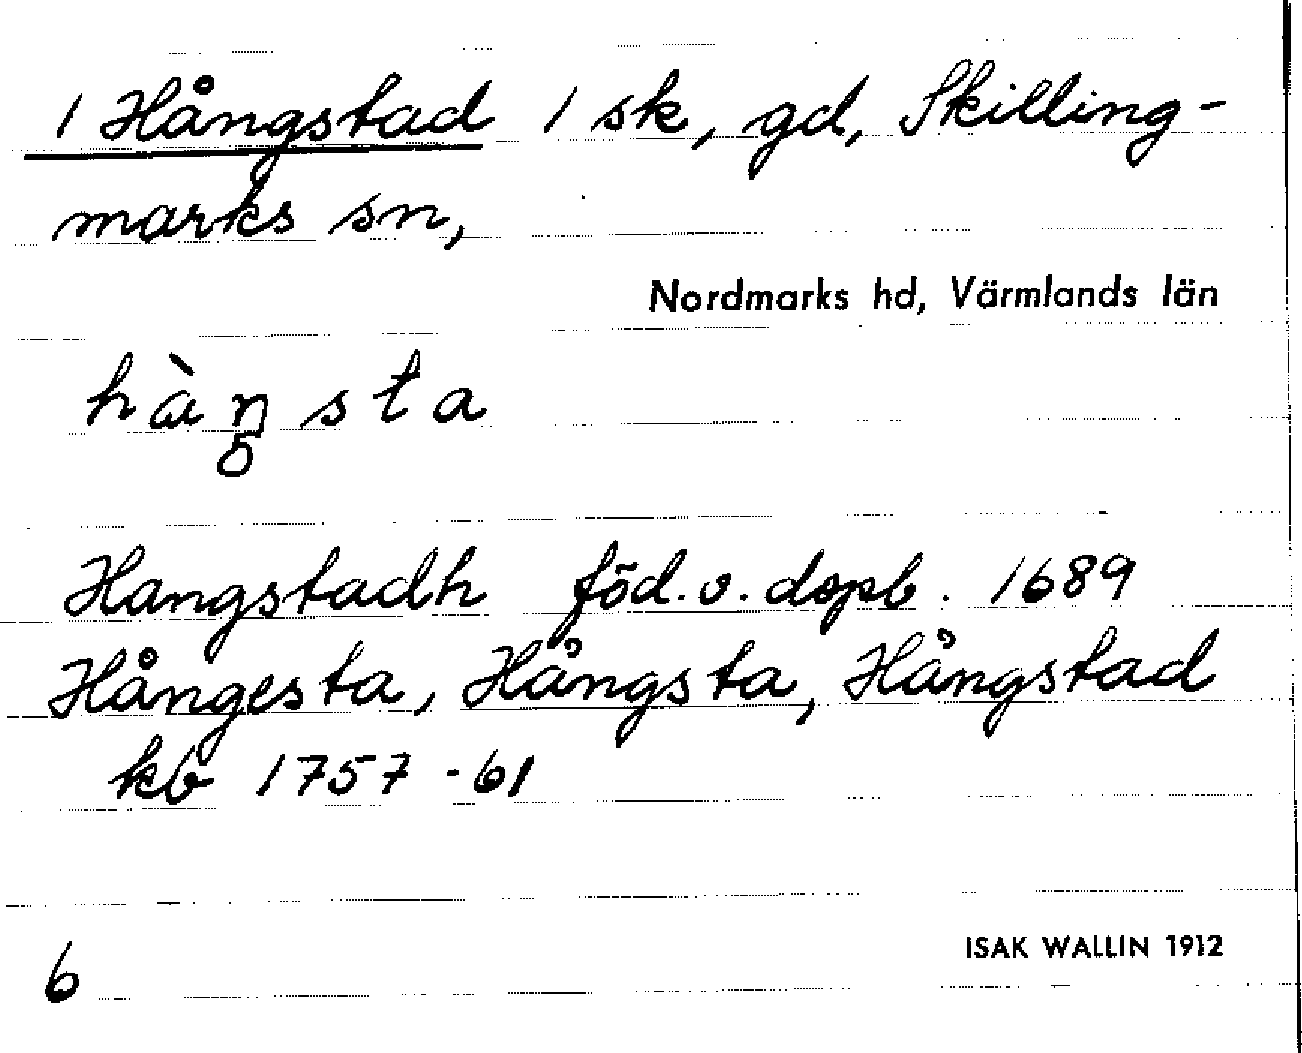 1 Hångstad 1 sk, gd, Skilling-
marks sn,
Nordmarks hd, Värmlands län
hàŋsta
Hangstadh föd. o. dopb. 1689
Hångesta, Hångsta, Hångstad
kb 1757-61
6
ISAK WALLIN 1912